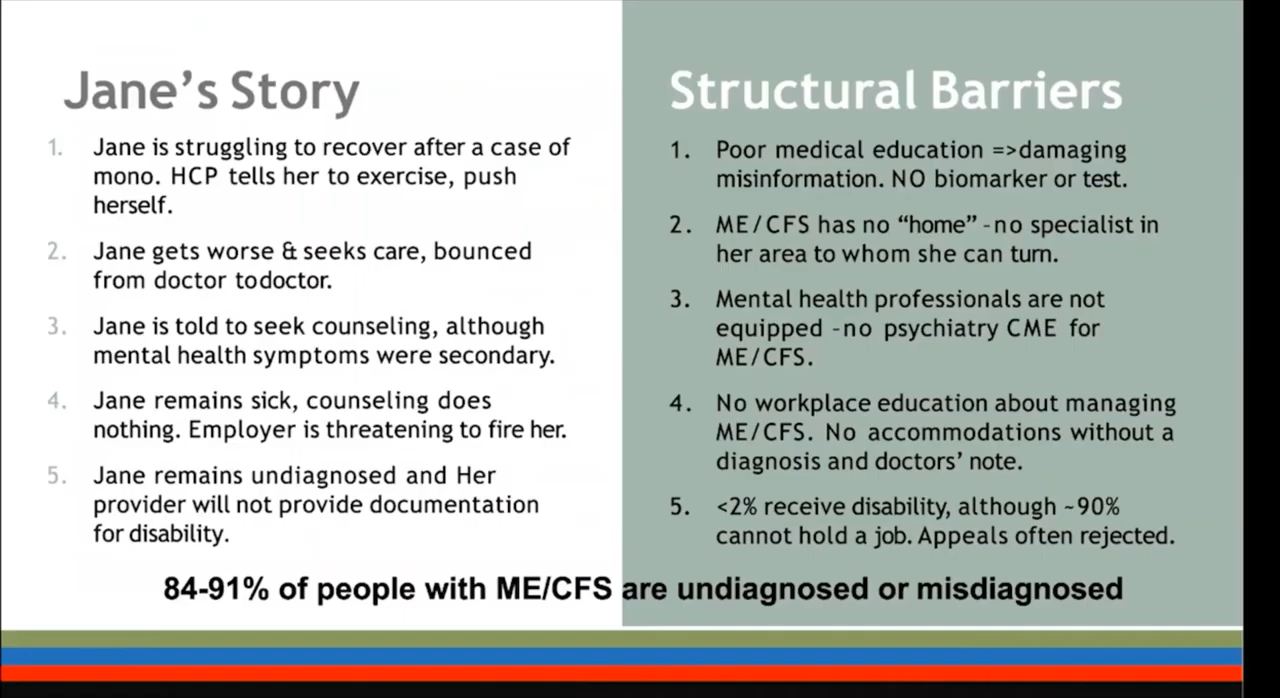 Jane's Story
1. Jane is struggling to recover after a case of
mono. HCP tells her to exercise, push
herself.
2. Jane gets worse & seeks care, bounced
from doctor todoctor.
3. Jane is told to seek counseling, although
mental health symptoms were secondary.
4. Jane remains sick, counseling does
nothing. Employer is threatening to fire her.
5. Jane remains undiagnosed and Her
provider will not provide documentation
for disability.
Structural Barriers
1. Poor medical education =>damaging
misinformation. NO biomarker or test.
2. ME/CFS has no “home” -no specialist in
her area to whom she can turn.
3. Mental health professionals are not
equipped -no psychiatry CME for
ME/CFS.
4. No workplace education about managing
ME/CFS. No accommodations without a
diagnosis and doctors’ note.
5. <2% receive disability, although ~90%
cannot hold a job. Appeals often rejected.
84-91% of people with ME/CFS are undiagnosed or misdiagnosed